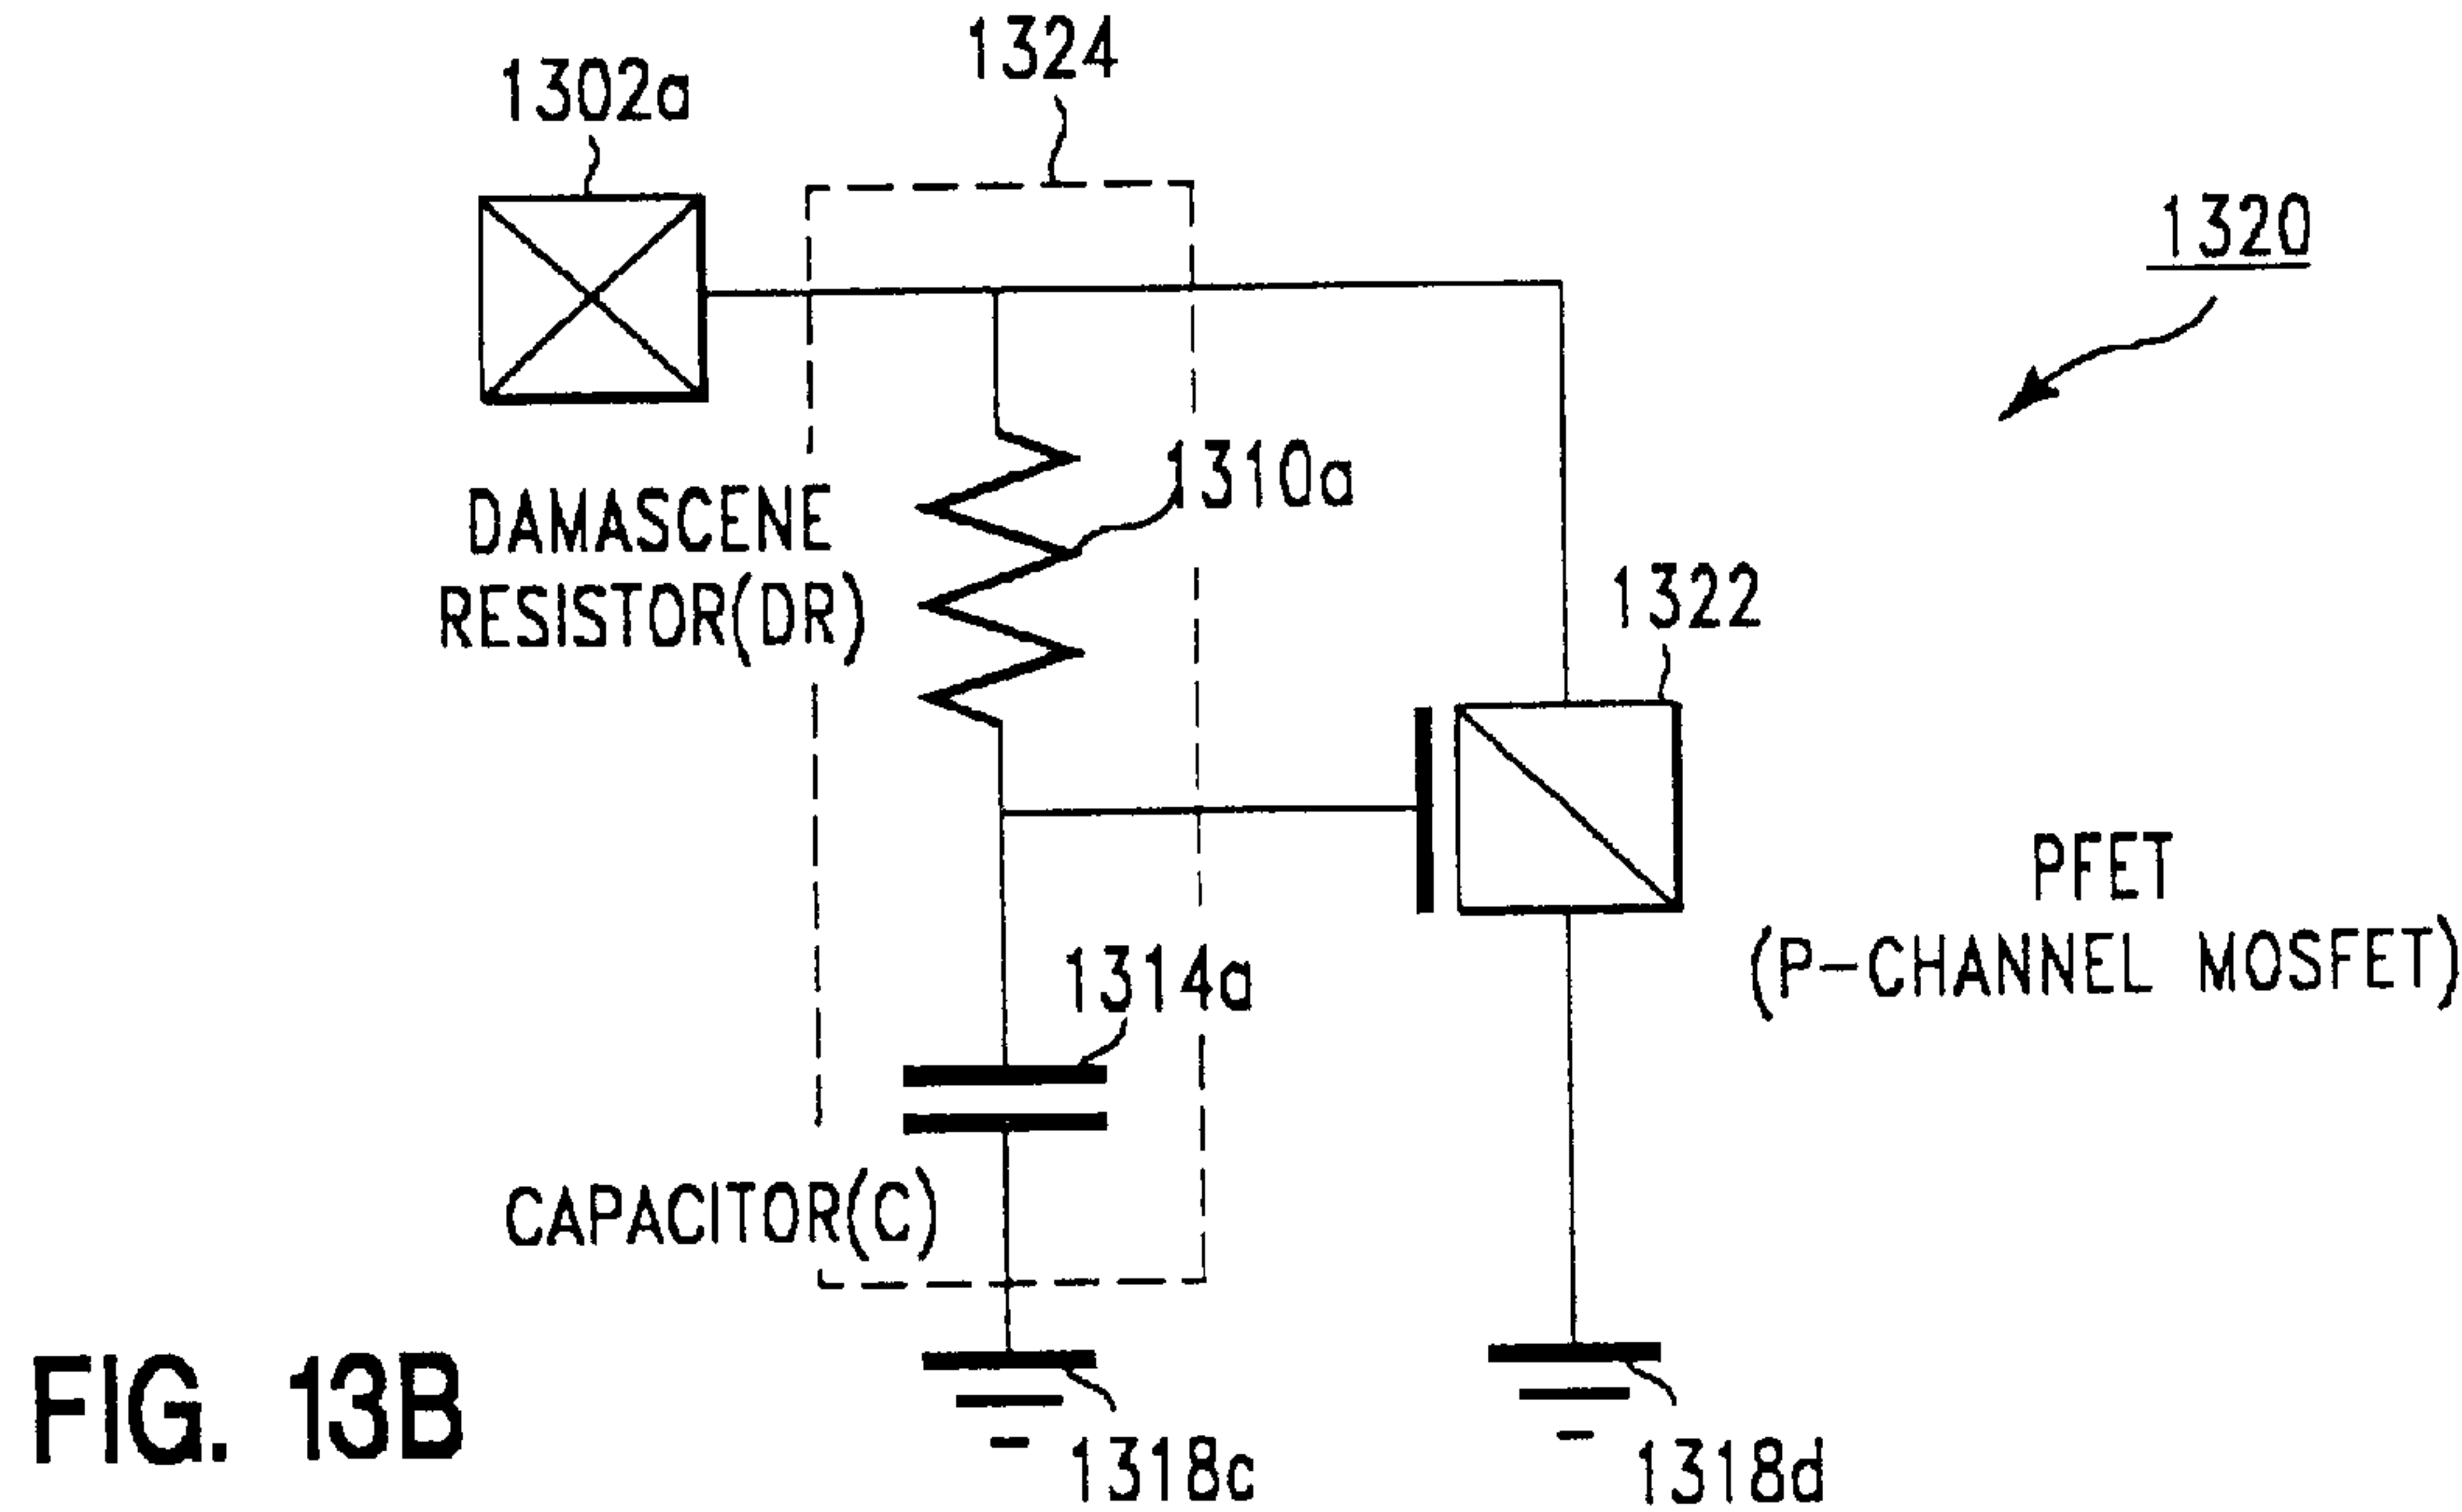 1324
1302a
1320
1310a
DAMASCENE
RESISTOR(DR)
1322
PFET
(P-CHANNEL MOSFET)
1314a
CAPACITOR(C)
1318c
1318d
FIG. 13B